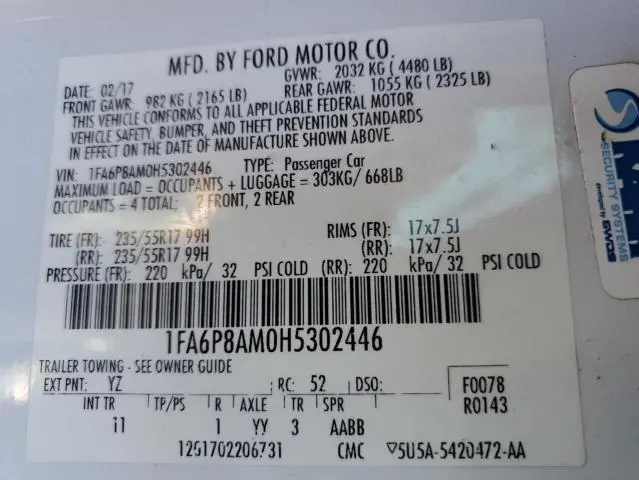 MFD. BY FORD MOTOR CO.
DATE: 02/17 GVWR: 2032 KG ( 4480 LB)
FRONT GAWR: 982 KG ( 2165 LB) REAR GAWR: 1055 KG ( 2325 LB)
THIS VEHICLE CONFORMS TO ALL APPLICABLE FEDERAL MOTOR
VEHICLE SAFETY, BUMPER, AND THEFT PREVENTION STANDARDS
IN EFFECT ON THE DATE OF MANUFACTURE SHOWN ABOVE.
VIN: 1FA6P8AM0H5302446 TYPE: Passenger Car
MAXIMUM LOAD = OCCUPANTS + LUGGAGE = 303KG/ 668LB
OCCUPANTS = 4 TOTAL; 2 FRONT, 2 REAR
TIRE (FR): 235/55R17 99H RIMS (FR): 17x7.5J
(RR): 235/55R17 99H (RR): 17x7.5J
PRESSURE (FR): 220 kPa/ 32 PSI COLD (RR): 220 kPa/ 32 PSI COLD
1FA6P8AM0H5302446
TRAILER TOWING - SEE OWNER GUIDE
EXT PNT: YZ RC: 52 DSO: F0078
INT TR TP/PS R AXLE TR SPR R0143
11 1 YY 3 AABB
1201702206731 CMC ▽5U5A-5420472-AA
SECURITY SYSTEMS
developed by GWDS